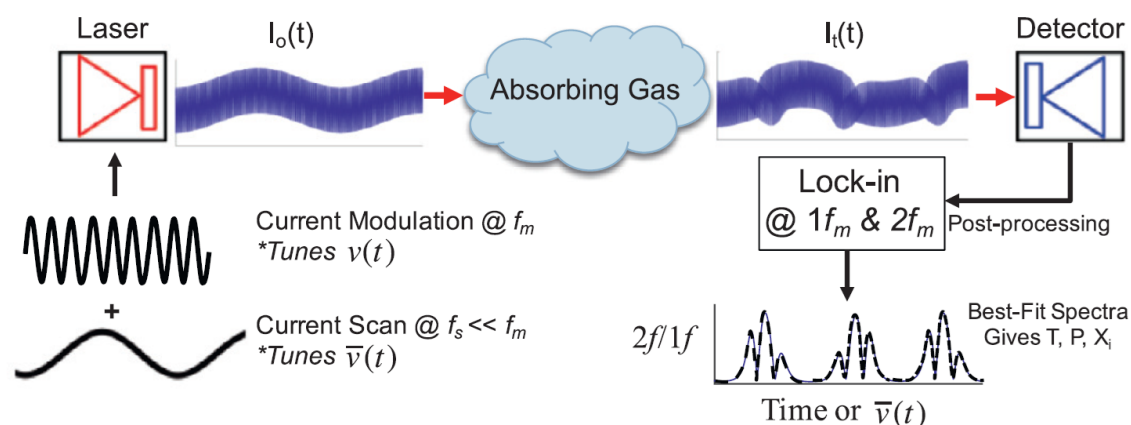 Laser
I₀(t)
Absorbing Gas
Iₜ(t)
Detector
Current Modulation @ fₘ
*Tunes ν(t)
+
Current Scan @ fₛ << fₘ
*Tunes ν̅(t)
Lock-in
@ 1fₘ & 2fₘ
Post-processing
2f/1f
Best-Fit Spectra
Gives T, P, Xᵢ
Time or ν̅(t)